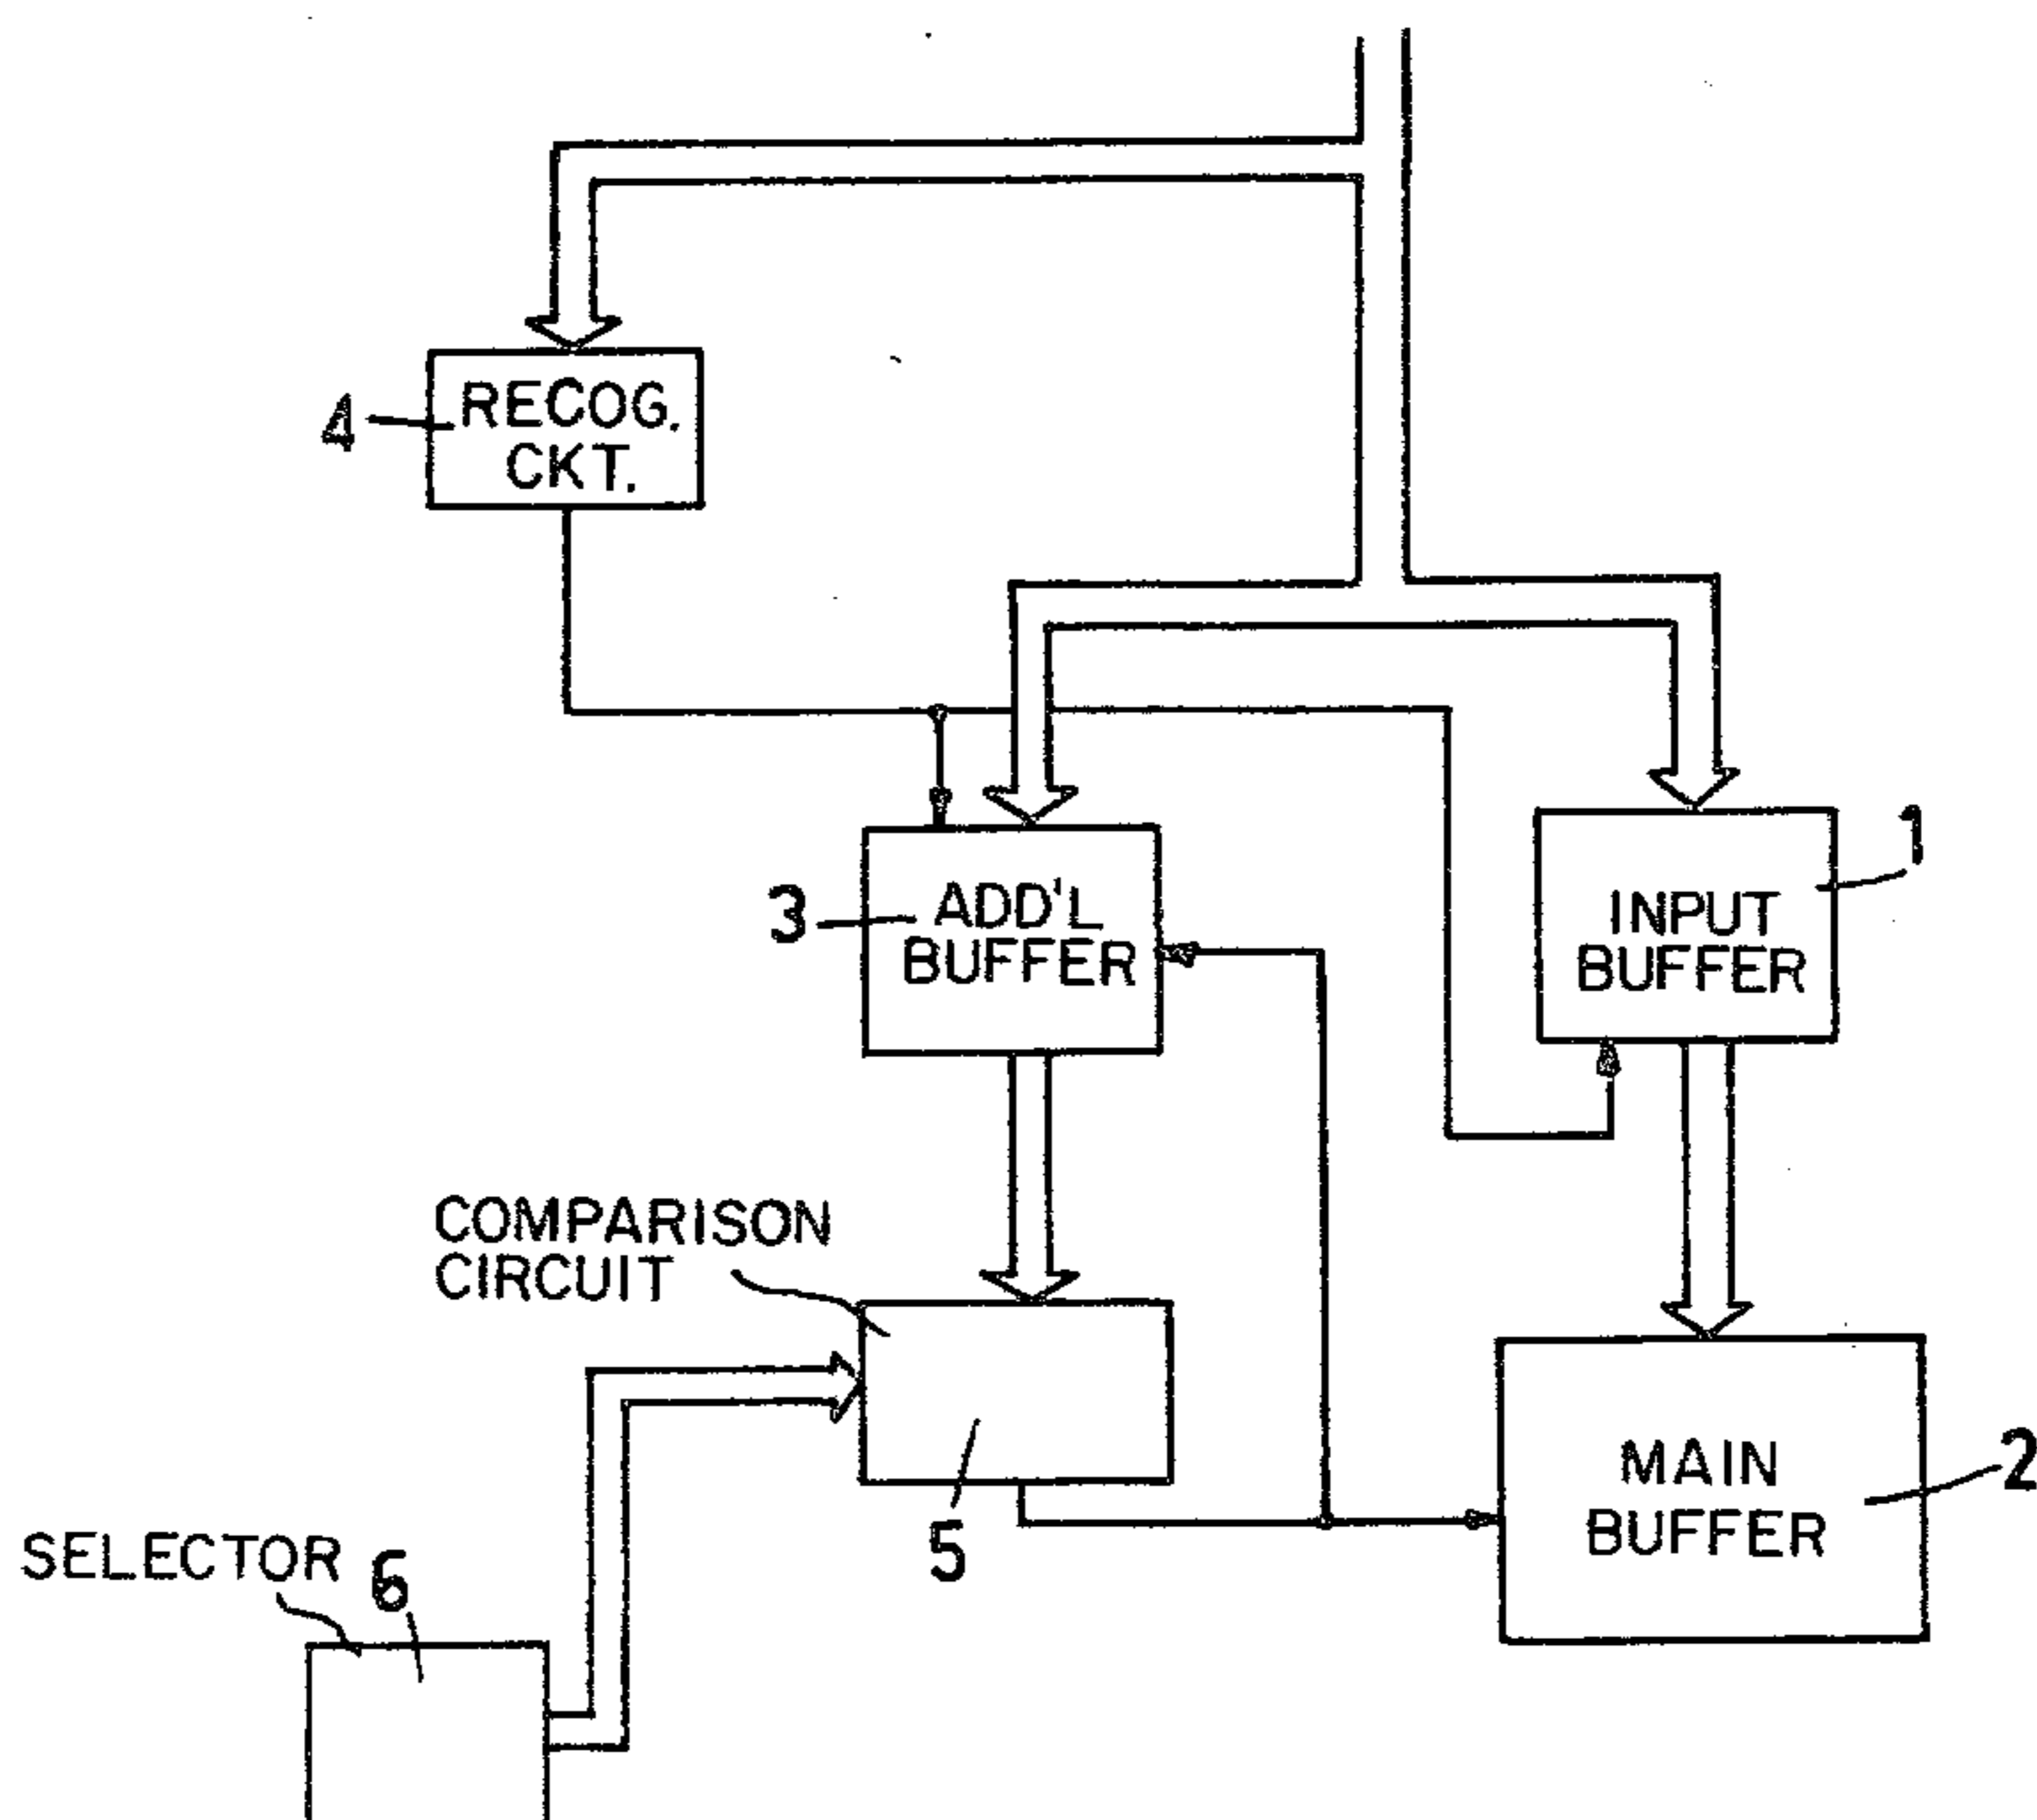 4
RECOG.
CKT.
3
ADD'L
BUFFER
1
INPUT
BUFFER
COMPARISON
CIRCUIT
5
MAIN
BUFFER
2
SELECTOR
6